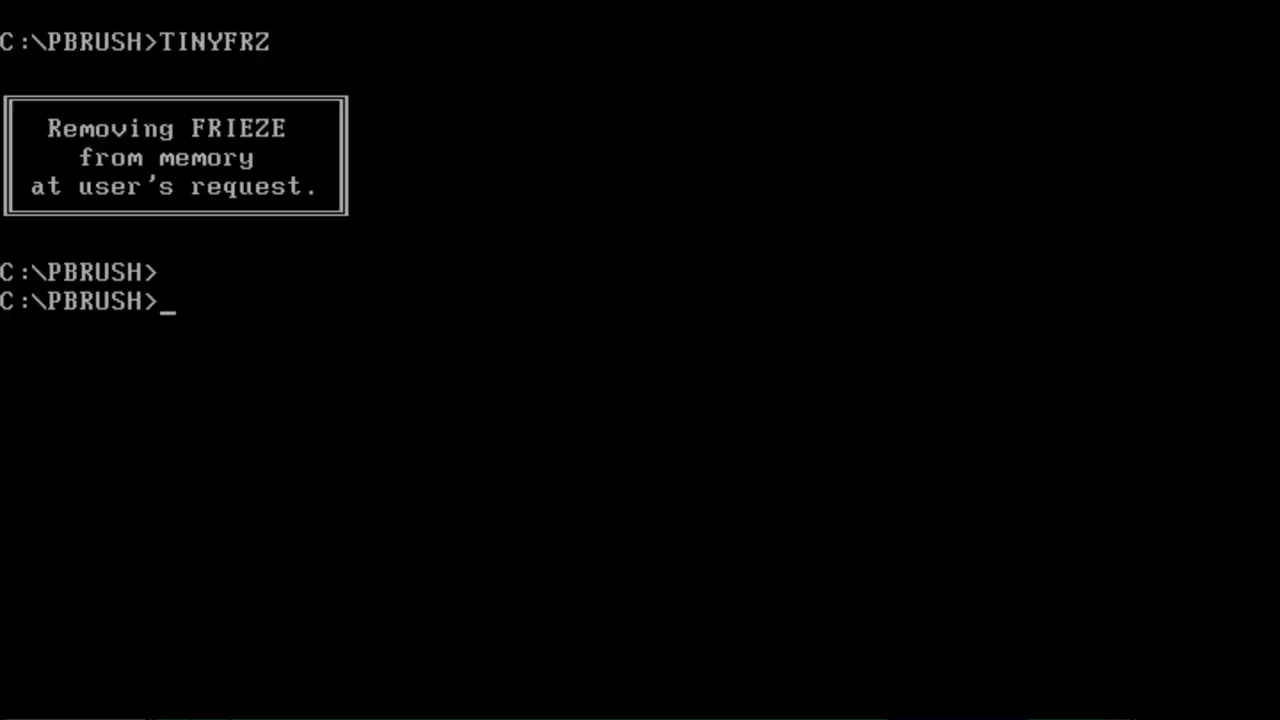 C:\PBRUSH>TINYFRZ
Removing FRIEZE
from memory
at user's request.
C:\PBRUSH>
C:\PBRUSH>_